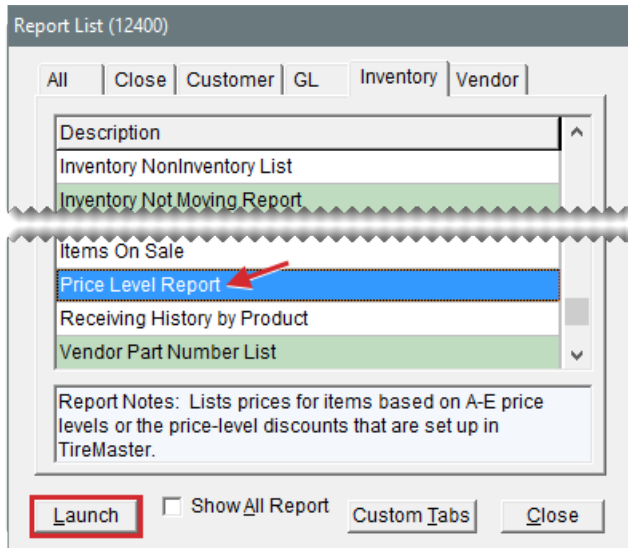 Report List (12400)
All Close Customer GL Inventory Vendor
Description
Inventory NonInventory List
Inventory Not Moving Report
Items On Sale
Price Level Report
Receiving History by Product
Vendor Part Number List
Report Notes: Lists prices for items based on A-E price
levels or the price-level discounts that are set up in
TireMaster.
Launch Show All Report Custom Tabs Close